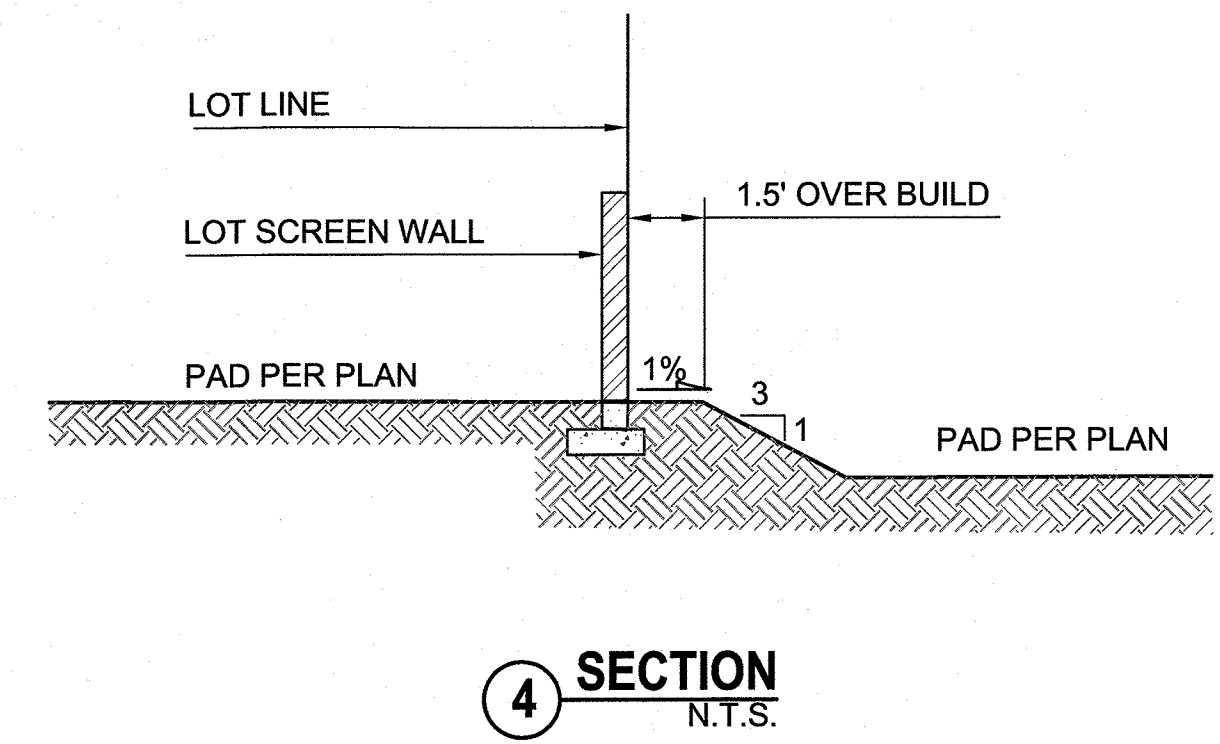 LOT LINE
1.5' OVER BUILD
LOT SCREEN WALL
PAD PER PLAN
1%
3
1
PAD PER PLAN
4
SECTION
N.T.S.